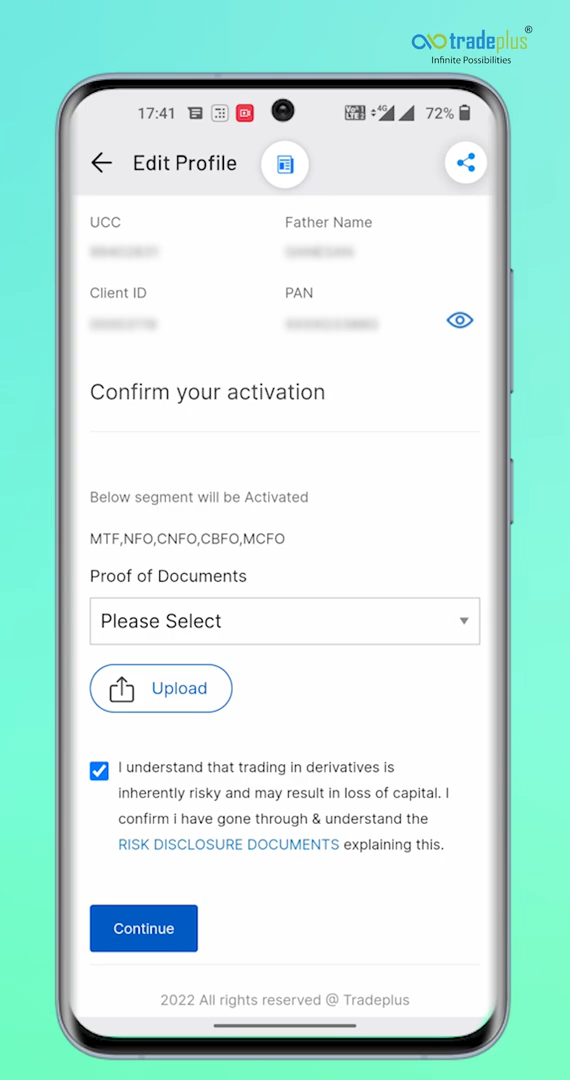 tradeplus®
Infinite Possibilities
17:41
4G
72%
Edit Profile
UCC
Father Name
Client ID
PAN
Confirm your activation
Below segment will be Activated
MTF,NFO,CNFO,CBFO,MCFO
Proof of Documents
Please Select
Upload
I understand that trading in derivatives is
inherently risky and may result in loss of capital. I
confirm i have gone through & understand the
RISK DISCLOSURE DOCUMENTS explaining this.
Continue
2022 All rights reserved @ Tradeplus